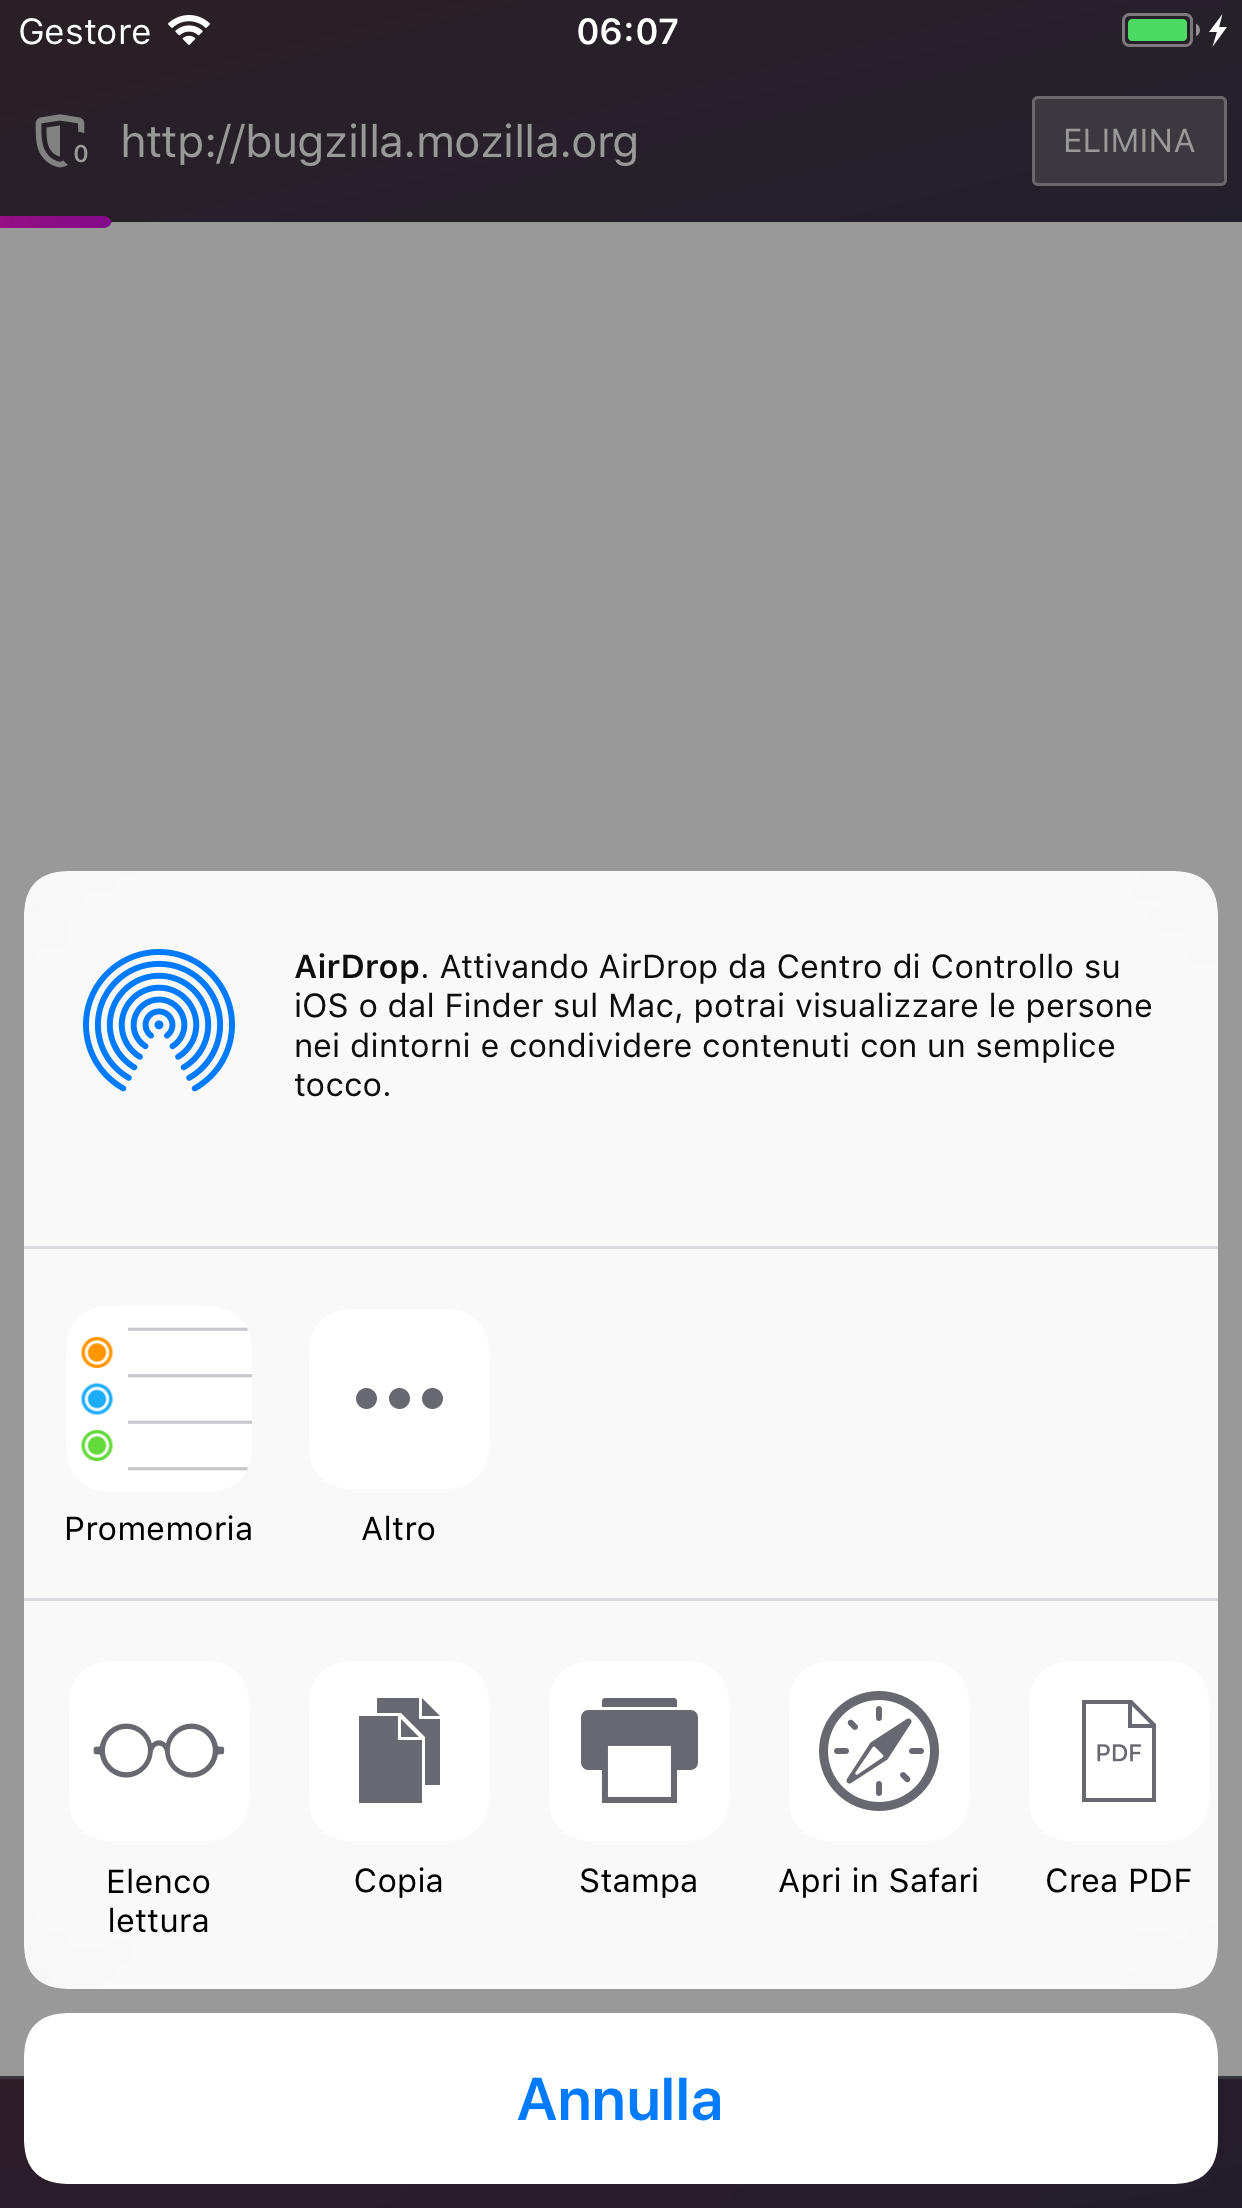 Gestore
06:07
0
http://bugzilla.mozilla.org
ELIMINA
AirDrop. Attivando AirDrop da Centro di Controllo su
iOS o dal Finder sul Mac, potrai visualizzare le persone
nei dintorni e condividere contenuti con un semplice
tocco.
Promemoria
Altro
PDF
Elenco
lettura
Copia
Stampa
Apri in Safari
Crea PDF
Annulla